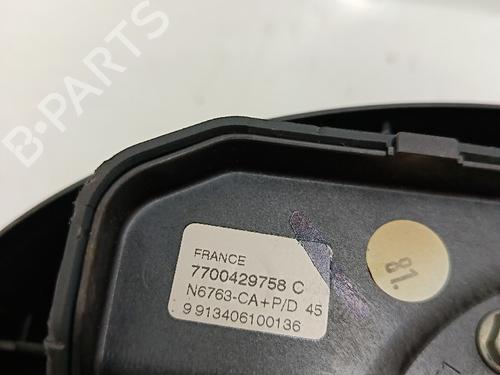 B-PARTS
FRANCE
7700429758 C
N6763-CA+P/D 45
9 913406100136
81.